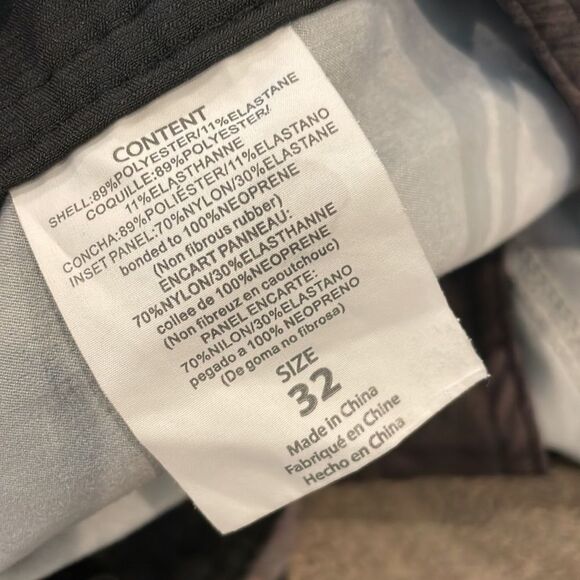 CONTENT
SHELL:89%POLYESTER/11%ELASTANE
COQUILLE:89%POLYESTER/
11%ELASTHANNE
CONCHA:89%POLIÉSTER/11%ELASTANO
INSET PANEL:70%NYLON/30%ELASTANE
bonded to 100%NEOPRENE
(Non fibrous rubber)
ENCART PANNEAU:
70%NYLON/30%ELASTHANNE
collee de 100%NEOPRENE
(Non fibreux en caoutchouc)
PANEL ENCARTE:
70%NILON/30%ELASTANO
pegado a 100% NEOPRENO
(De goma no fibrosa)
SIZE
32
Made in China
Fabriqué en Chine
Hecho en China